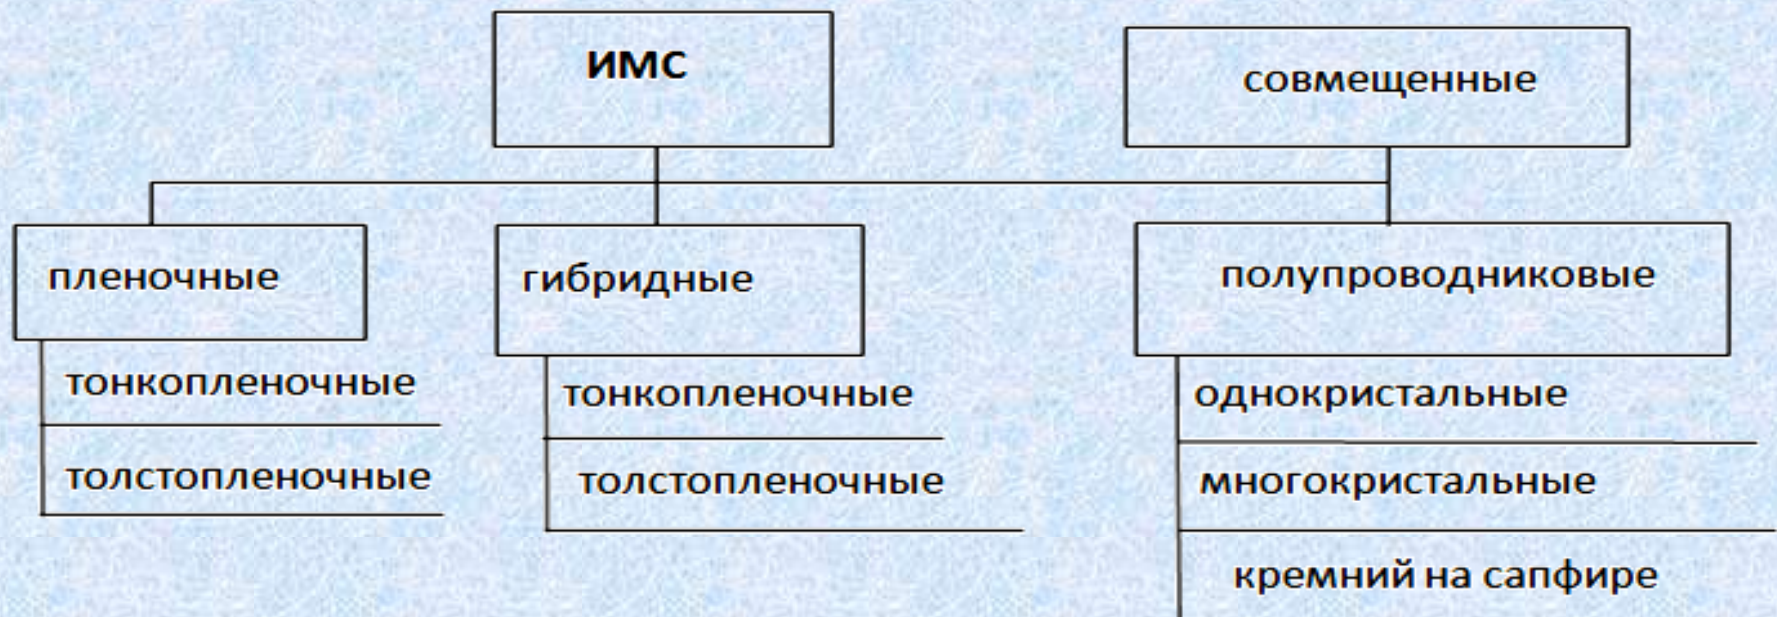 ИМС
совмещенные
пленочные
гибридные
полупроводниковые
тонкопленочные
толстопленочные
тонкопленочные
толстопленочные
однокристальные
многокристальные
кремний на сапфире